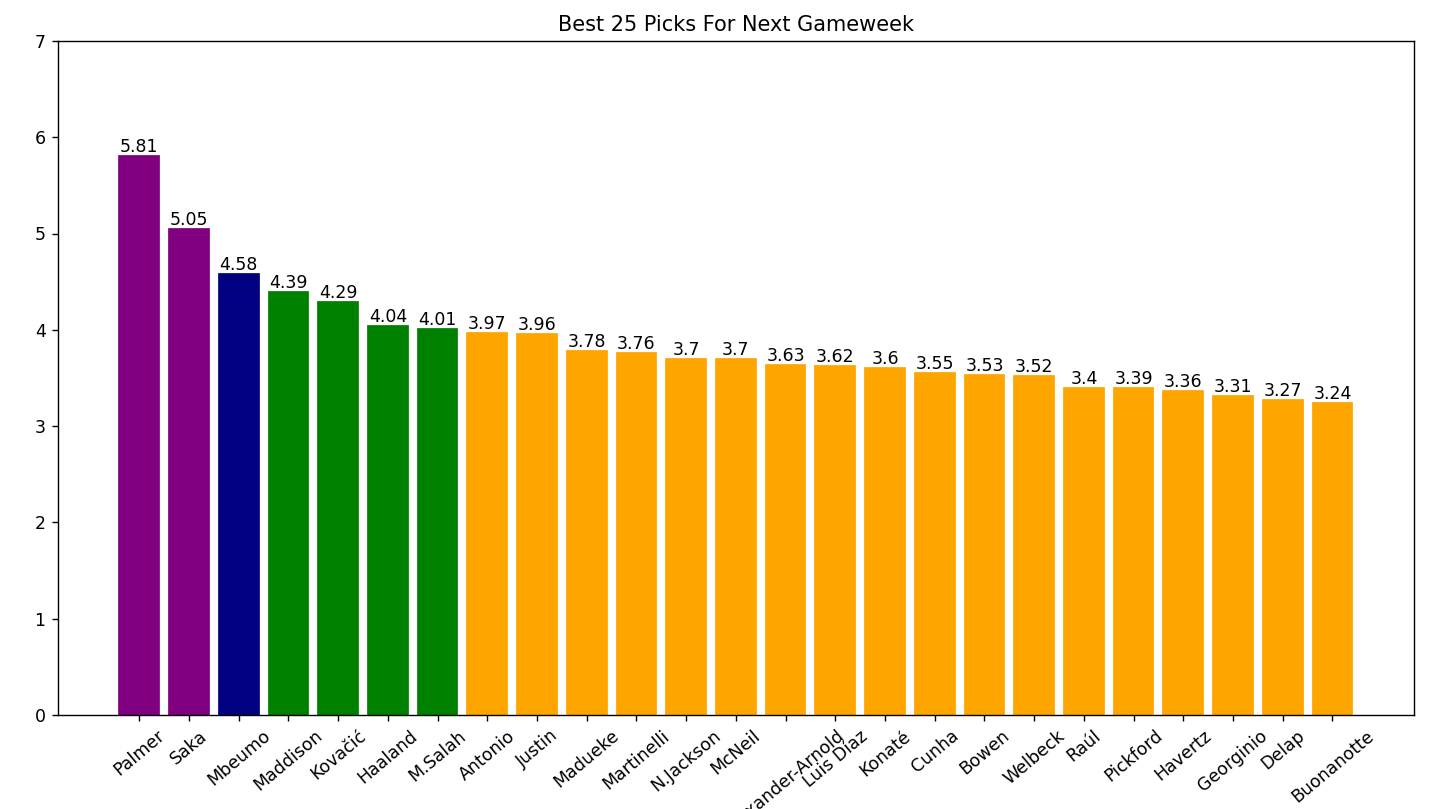 Best 25 Picks For Next Gameweek
7
6
5
4
3
2
1
0
5.81
5.05
4.58
4.39
4.29
4.04
4.01
3.97
3.96
3.78
3.76
3.7
3.7
3.63
3.62
3.6
3.55
3.53
3.52
3.4
3.39
3.36
3.31
3.27
3.24
Palmer
Saka
Mbeumo
Maddison
Kovačić
Haaland
M.Salah
Antonio
Justin
Madueke
Martinelli
N.Jackson
McNeil
xander-Arnold
Luis Díaz
Konaté
Cunha
Bowen
Welbeck
Raúl
Pickford
Havertz
Georginio
Delap
Buonanotte